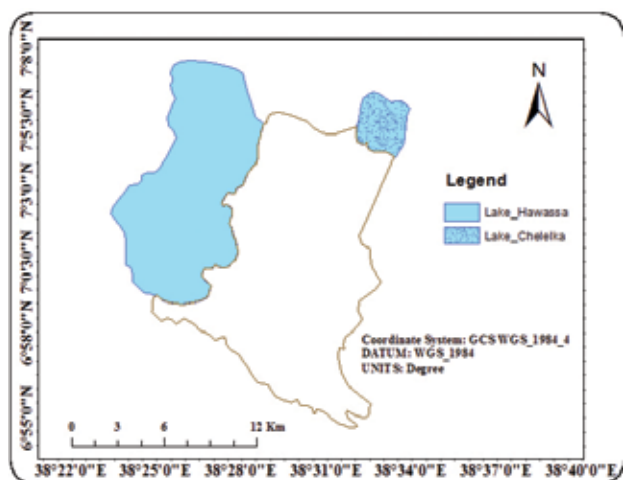 7°8'0"N
7°5'30"N
7°3'0"N
7°0'30"N
6°58'0"N
6°55'0"N
N
Legend
Lake_Hawassa
Lake_Chelelka
Coordinate System: GCS WGS_1984_4
DATUM: WGS_1984
UNITS: Degree
0 3 6 12 Km
38°22'0"E 38°25'0"E 38°28'0"E 38°31'0"E 38°34'0"E 38°37'0"E 38°40'0"E